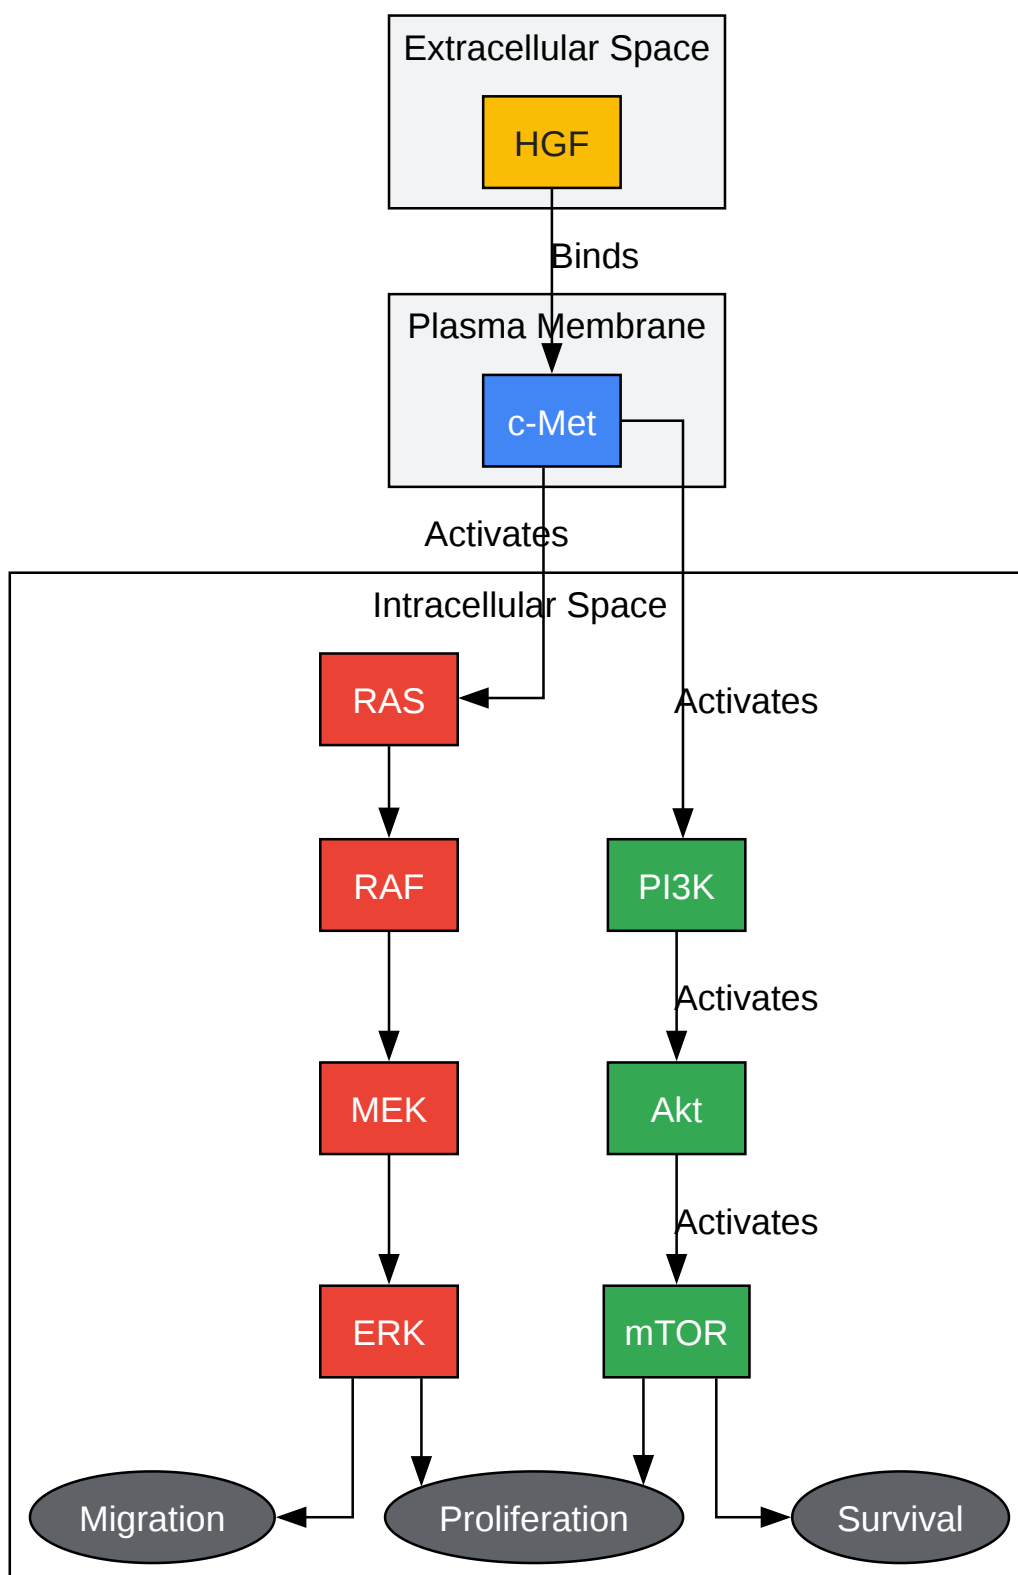 Extracellular Space
HGF
Binds
Plasma Membrane
c-Met
Activates
Intracellular Space
RAS
Activates
RAF
PI3K
Activates
MEK
Akt
Activates
ERK
mTOR
Migration
Proliferation
Survival